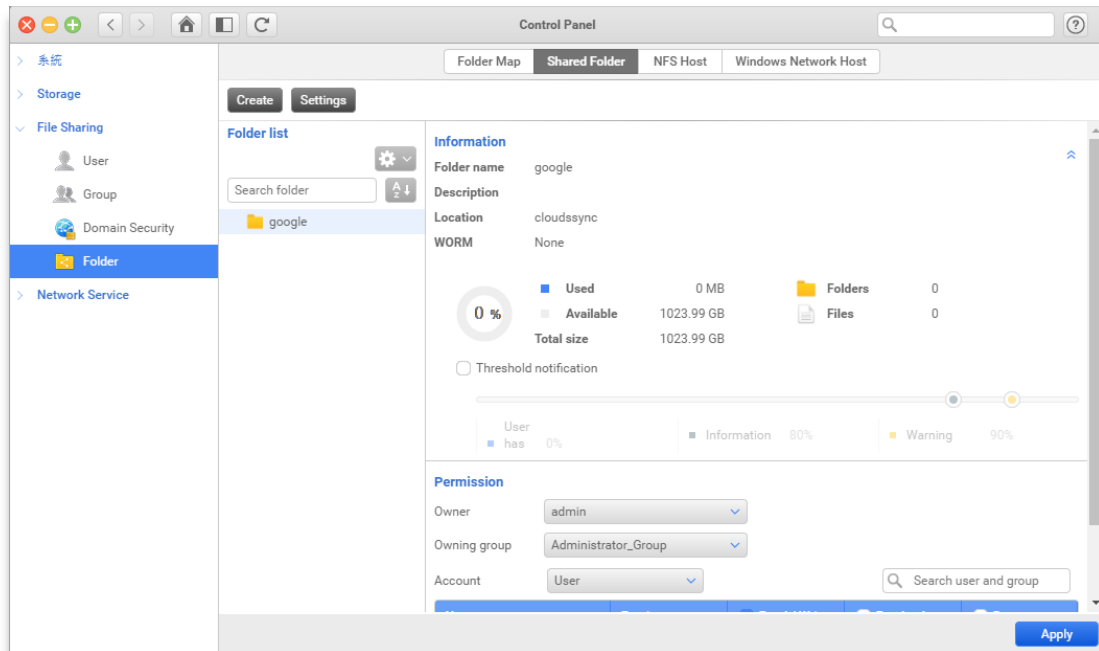 Control Panel
?
系統
Storage
File Sharing
User
Group
Domain Security
Folder
Network Service
Folder Map Shared Folder NFS Host Windows Network Host
Create Settings
Folder list
Search folder
google
Information
Folder name google
Description
Location cloudssync
WORM None
0 %
Used 0 MB
Available 1023.99 GB
Total size 1023.99 GB
Folders 0
Files 0
Threshold notification
User
has 0%
Information 80%
Warning 90%
Permission
Owner admin
Owning group Administrator_Group
Account User
Search user and group
Apply